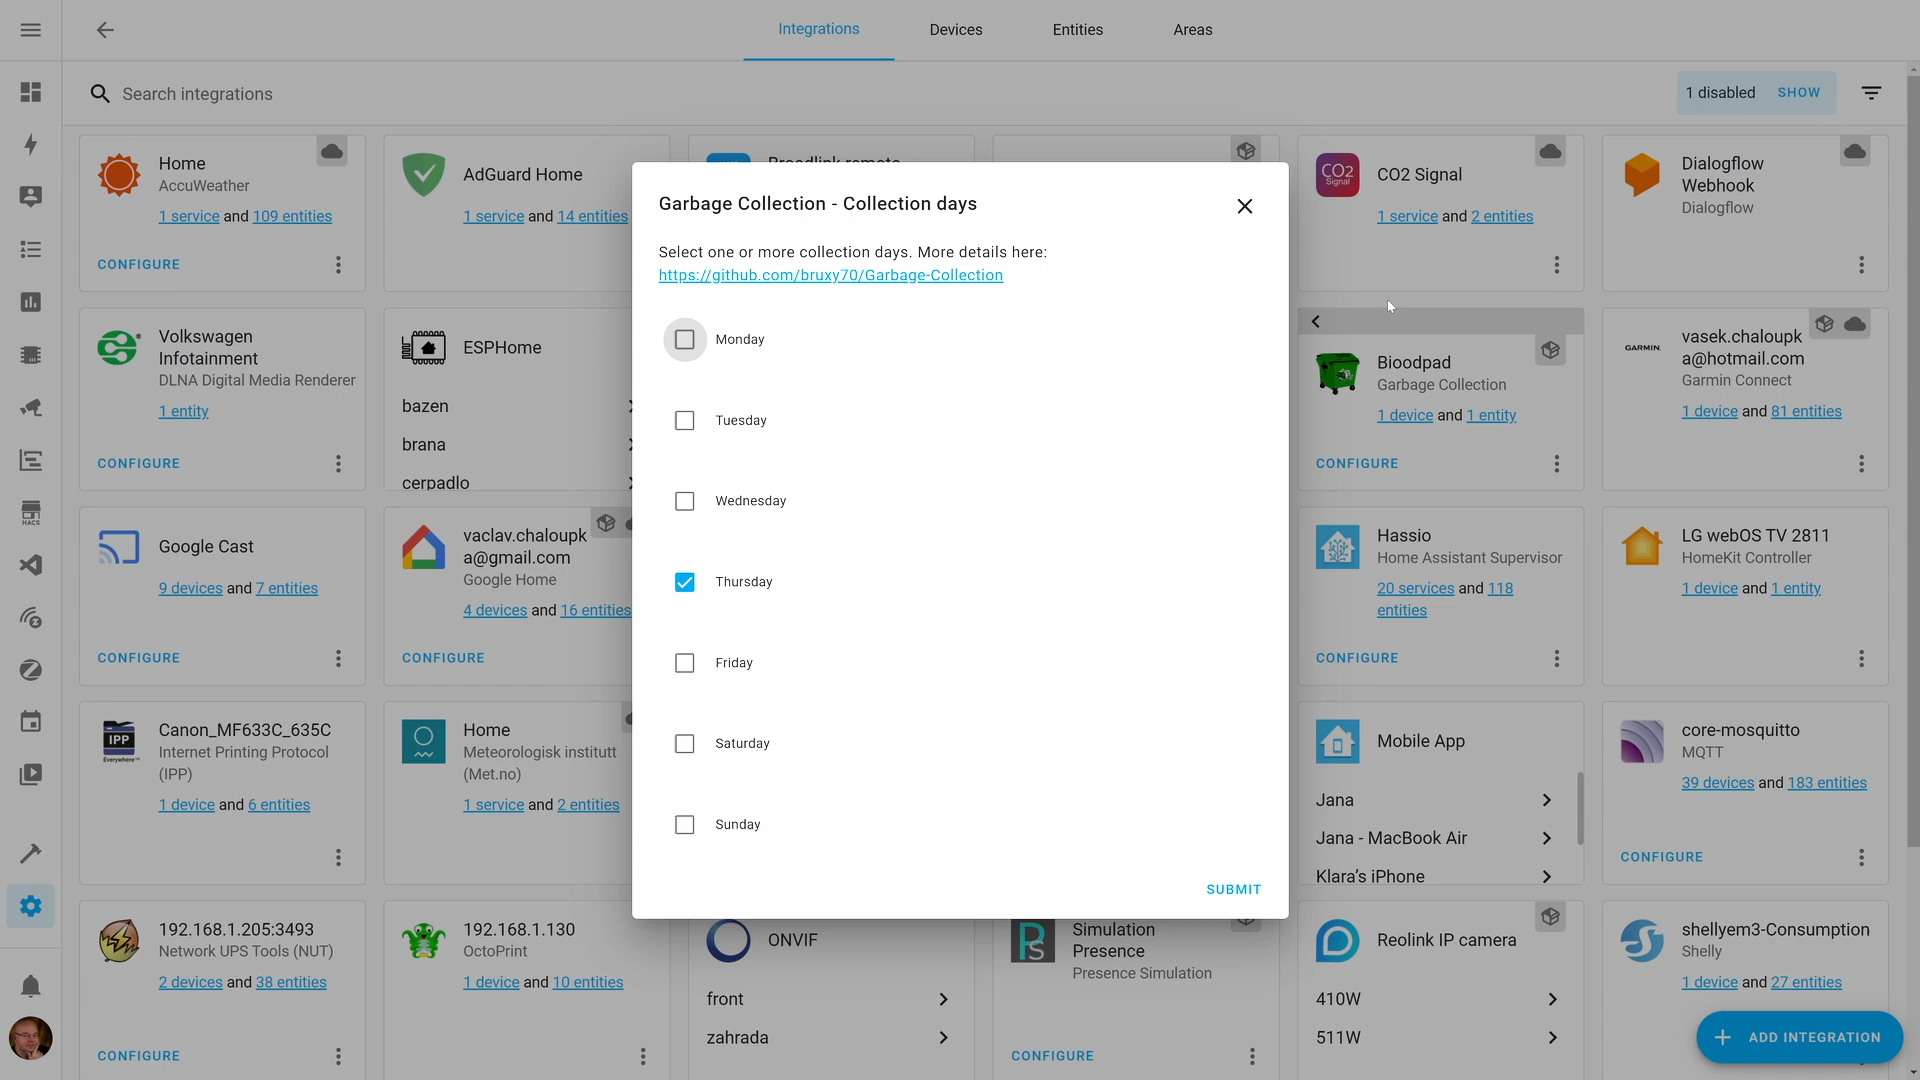 Integrations
Devices
Entities
Areas
Search integrations
1 disabled
SHOW
Home
AccuWeather
1 service and 109 entities
CONFIGURE
AdGuard Home
1 service and 14 entities
Broadlink remote
CO2 Signal
CO2
Signal
1 service and 2 entities
Dialogflow
Webhook
Dialogflow
Garbage Collection - Collection days
Select one or more collection days. More details here:
https://github.com/bruxy70/Garbage-Collection
Monday
Tuesday
Wednesday
Thursday
Friday
Saturday
Sunday
SUBMIT
Volkswagen
Infotainment
DLNA Digital Media Renderer
1 entity
CONFIGURE
ESPHome
bazen
brana
cerpadlo
Bioodpad
Garbage Collection
1 device and 1 entity
CONFIGURE
GARMIN
vasek.chaloupk
a@hotmail.com
Garmin Connect
1 device and 81 entities
HACS
Google Cast
9 devices and 7 entities
CONFIGURE
vaclav.chaloupk
a@gmail.com
Google Home
4 devices and 16 entities
CONFIGURE
Hassio
Home Assistant Supervisor
20 services and 118
entities
CONFIGURE
LG webOS TV 2811
HomeKit Controller
1 device and 1 entity
IPP
Everywhere
Canon_MF633C_635C
Internet Printing Protocol
(IPP)
1 device and 6 entities
Home
Meteorologisk institutt
(Met.no)
1 service and 2 entities
Mobile App
Jana
Jana - MacBook Air
Klara's iPhone
core-mosquitto
MQTT
39 devices and 183 entities
CONFIGURE
192.168.1.205:3493
Network UPS Tools (NUT)
2 devices and 38 entities
CONFIGURE
192.168.1.130
OctoPrint
1 device and 10 entities
ONVIF
front
zahrada
PS
Simulation
Presence
Presence Simulation
CONFIGURE
Reolink IP camera
410W
511W
shellyem3-Consumption
Shelly
1 device and 27 entities
ADD INTEGRATION